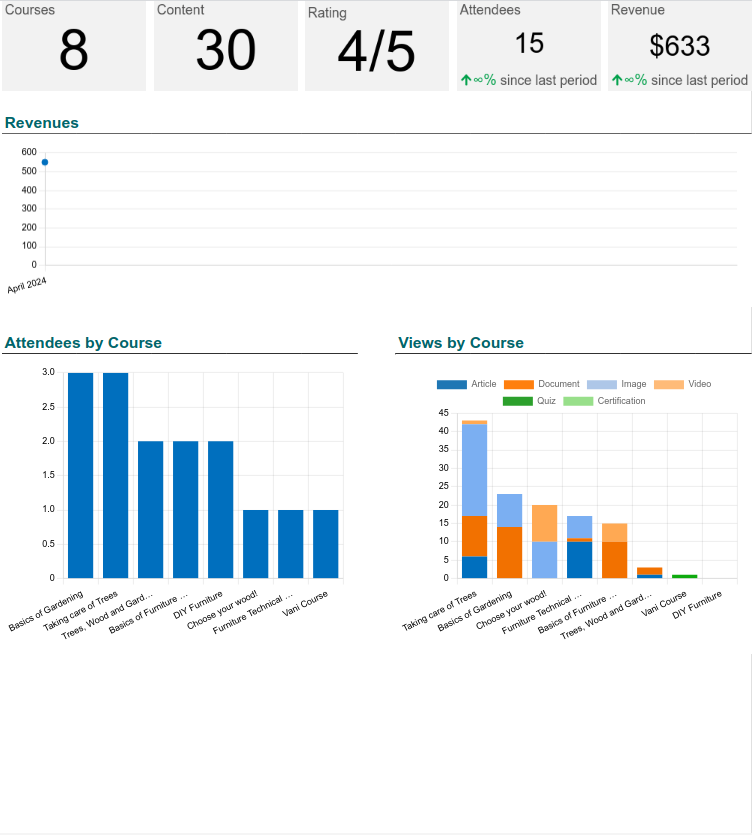 Courses
8
Content
30
Rating
4/5
Attendees
15
↑∞% since last period
Revenue
$633
↑∞% since last period
Revenues
600
500
400
300
200
100
0
April 2024
Attendees by Course
3.0
2.5
2.0
1.5
1.0
0.5
0
Basics of Gardening
Taking care of Trees
Trees, Wood and Gard...
Basics of Furniture ...
DIY Furniture
Choose your wood!
Furniture Technical ...
Vani Course
Views by Course
Article Document Image Video
Quiz Certification
45
40
35
30
25
20
15
10
5
0
Taking care of Trees
Basics of Gardening
Choose your wood!
Furniture Technical ...
Basics of Furniture ...
Trees, Wood and Gard...
Vani Course
DIY Furniture